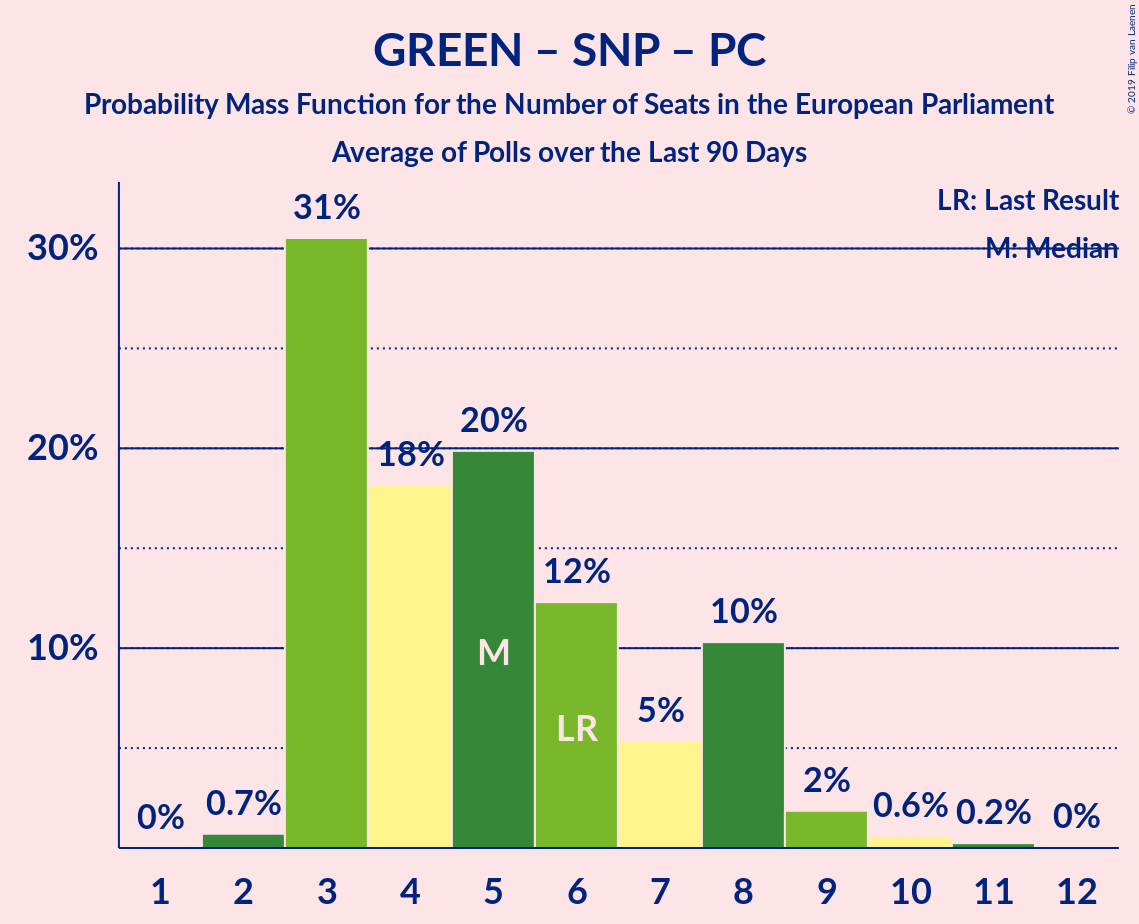 GREEN – SNP – PC
Probability Mass Function for the Number of Seats in the European Parliament
Average of Polls over the Last 90 Days
© 2019 Filip van Laenen
LR: Last Result
M: Median
30%
20%
10%
0%
0.7%
31%
18%
20%
12%
5%
10%
2%
0.6%
0.2%
0%
M
LR
1 2 3 4 5 6 7 8 9 10 11 12